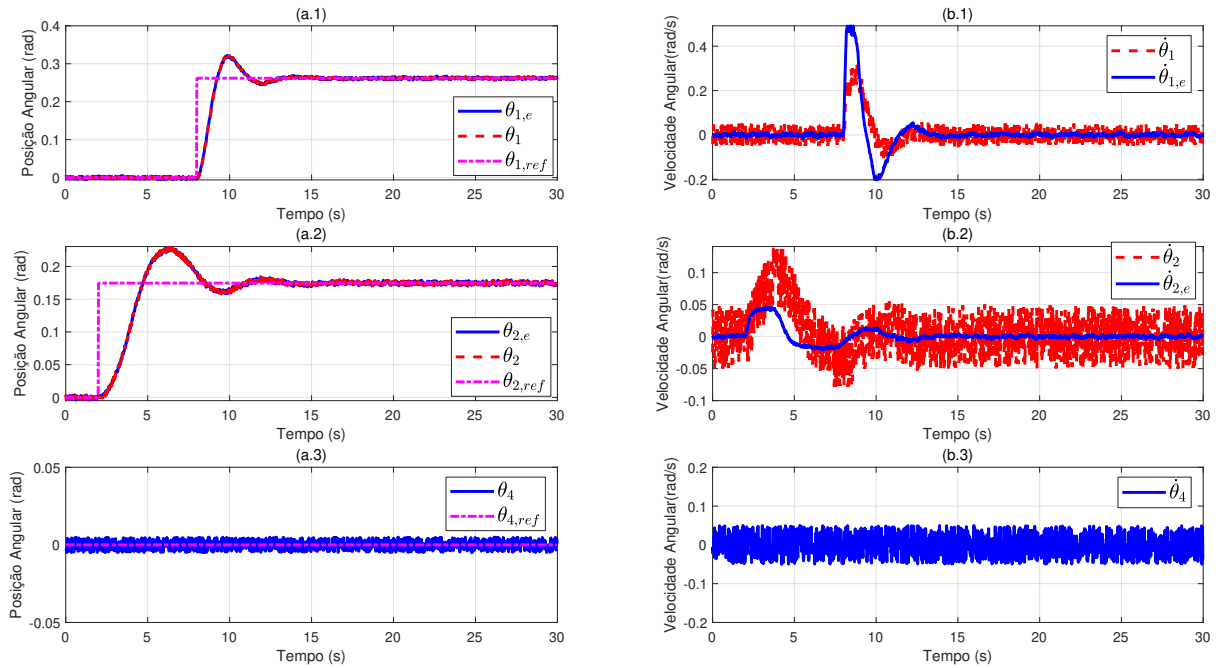 (a.1)
Posição Angular (rad)
0.4
0.3
0.2
0.1
0
θ1,e
θ1
θ1,ref
0 5 10 15 20 25 30
Tempo (s)
(b.1)
Velocidade Angular(rad/s)
0.4
0.2
0
-0.2
θ̇1
θ̇1,e
0 5 10 15 20 25 30
Tempo (s)
(a.2)
Posição Angular (rad)
0.2
0.15
0.1
0.05
0
θ2,e
θ2
θ2,ref
0 5 10 15 20 25 30
Tempo (s)
(b.2)
Velocidade Angular(rad/s)
0.1
0.05
0
-0.05
-0.1
θ̇2
θ̇2,e
0 5 10 15 20 25 30
Tempo (s)
(a.3)
Posição Angular (rad)
0.05
0
-0.05
θ4
θ4,ref
0 5 10 15 20 25 30
Tempo (s)
(b.3)
Velocidade Angular(rad/s)
0.2
0.1
0
-0.1
-0.2
θ̇4
0 5 10 15 20 25 30
Tempo (s)